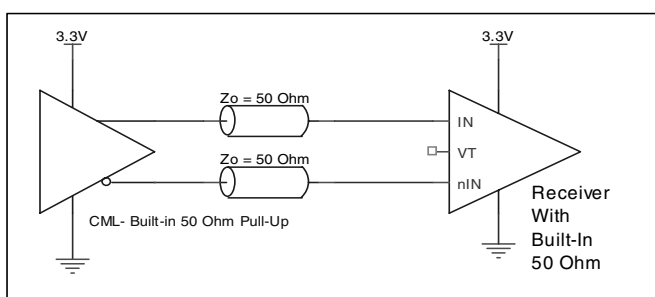 3.3V
3.3V
Zo = 50 Ohm
IN
VT
Zo = 50 Ohm
nIN
CML- Built-in 50 Ohm Pull-Up
Receiver
With
Built-In
50 Ohm